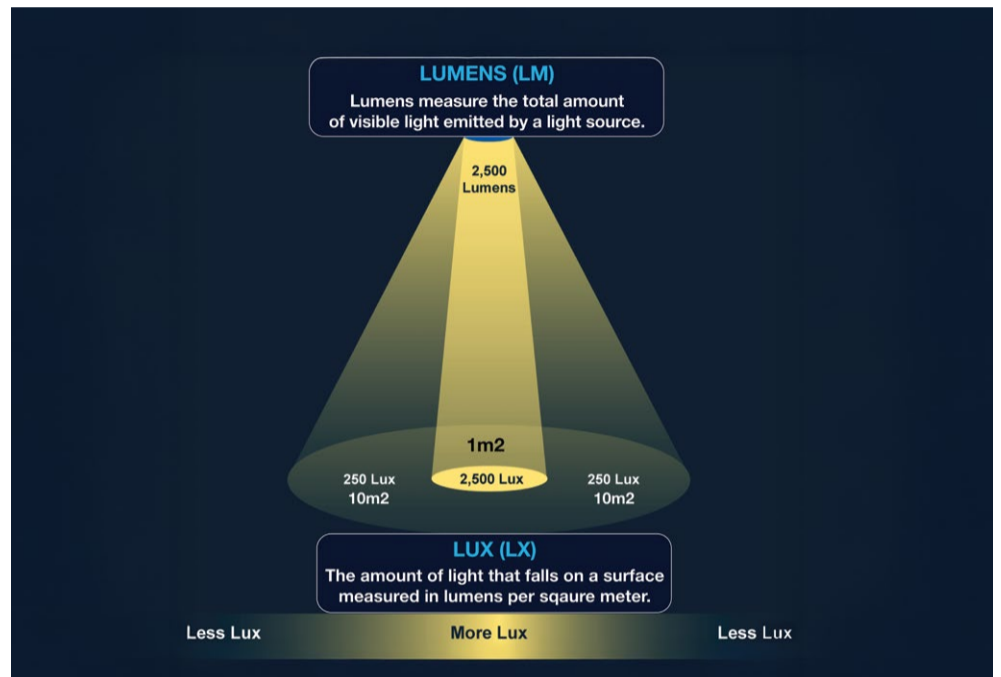 LUMENS (LM)
Lumens measure the total amount
of visible light emitted by a light source.
2,500
Lumens
1m2
250 Lux
10m2
2,500 Lux
250 Lux
10m2
LUX (LX)
The amount of light that falls on a surface
measured in lumens per sqaure meter.
Less Lux
More Lux
Less Lux